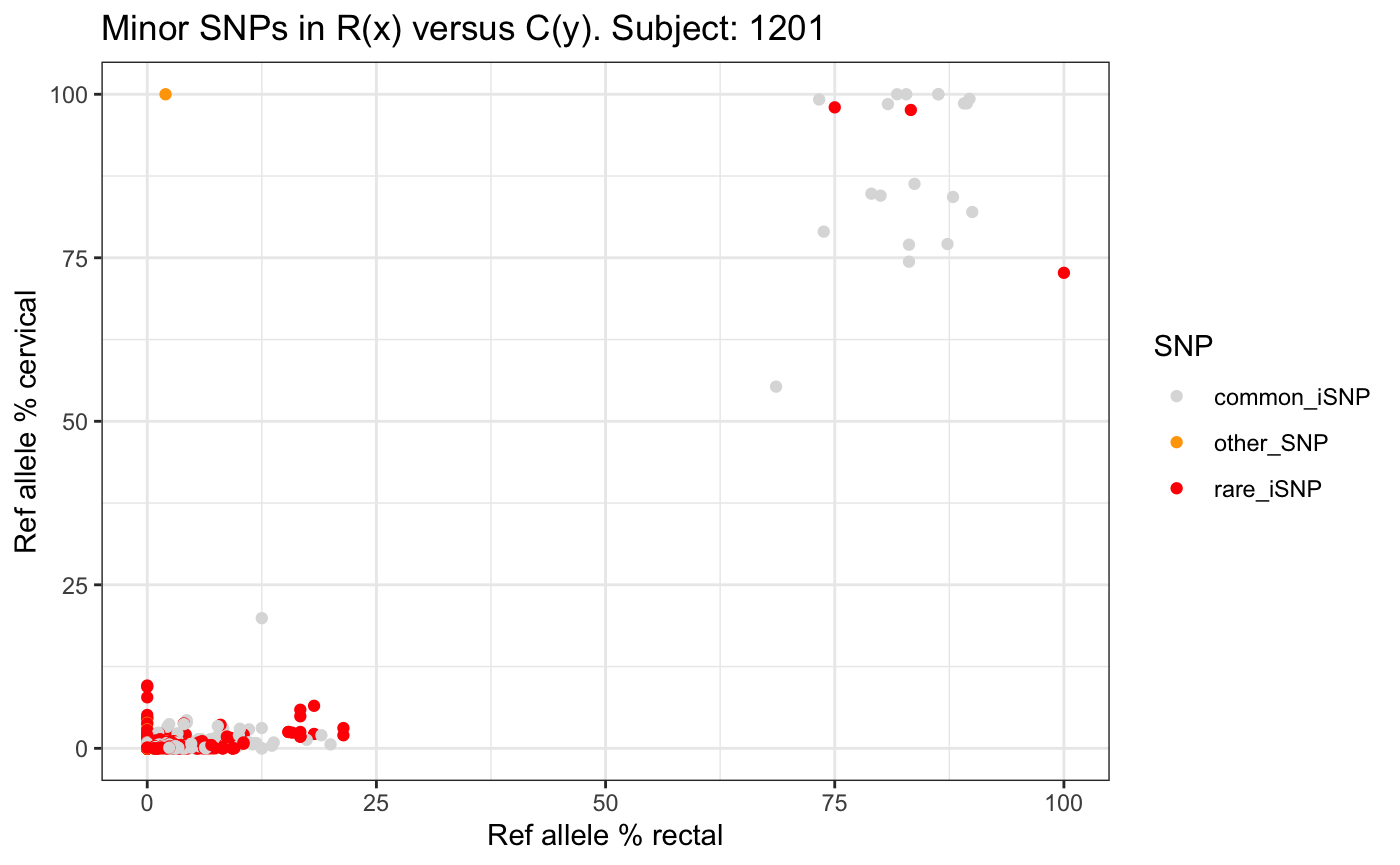 Minor SNPs in R(x) versus C(y). Subject: 1201
100
75
50
25
0
Ref allele % cervical
0 25 50 75 100
Ref allele % rectal
SNP
common_iSNP
other_SNP
rare_iSNP